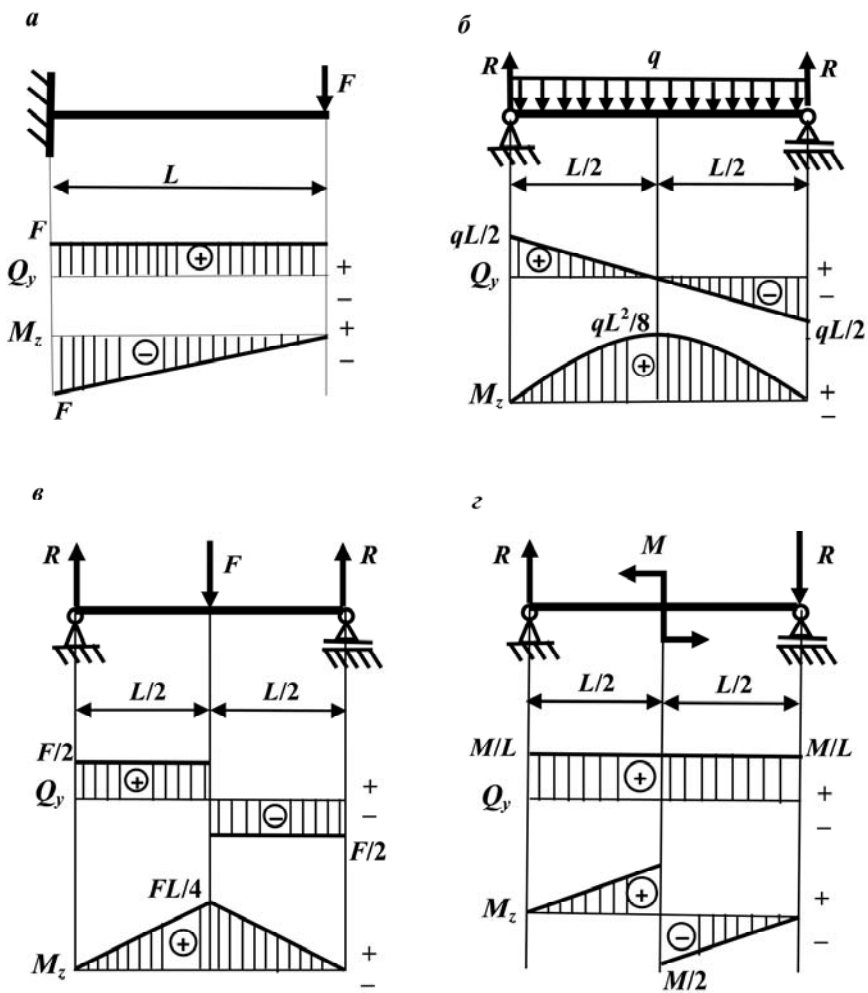 а
F
L
F
Q_y
+
−
M_z
+
−
−
F
б
q
R
R
L/2
L/2
qL/2
+
Q_y
+
−
−
qL²/8
qL/2
+
M_z
+
−
в
R
F
R
L/2
L/2
F/2
+
Q_y
+
−
−
F/2
FL/4
+
M_z
+
−
г
R
M
R
L/2
L/2
M/L
M/L
+
Q_y
+
−
+
M_z
+
−
−
M/2